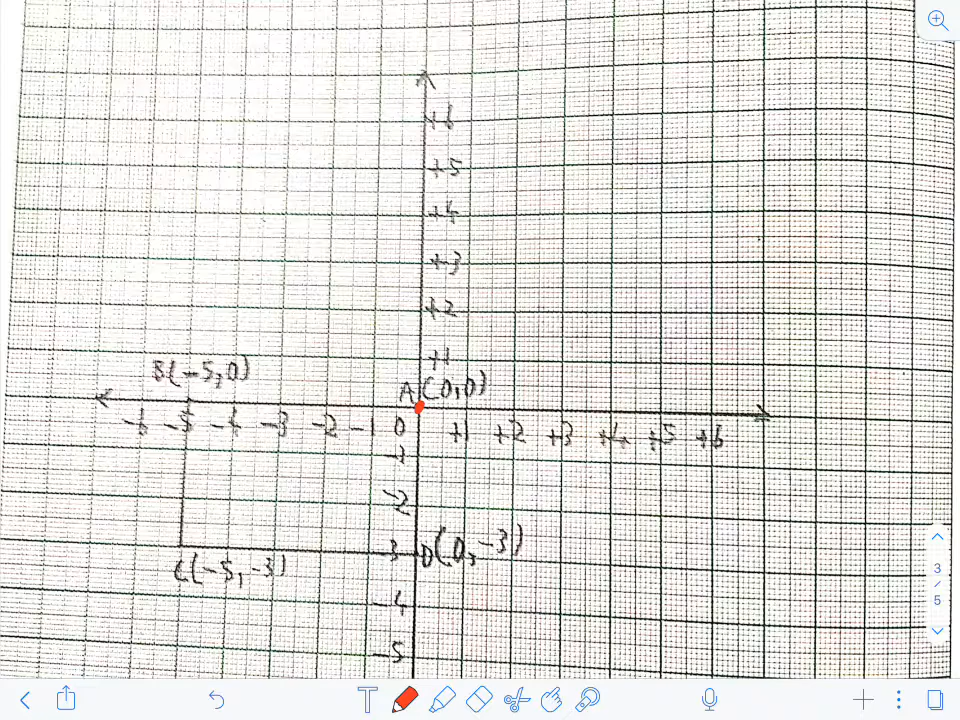 +6
+5
+4
+3
+2
+1
B(-5,0)
A(0,0)
-6 -5 -4 -3 -2 -1 0 +1 +2 +3 +4 +5 +6
-1
-2
-3 D(0,-3)
C(-5,-3)
-4
-5
3
/
5
T